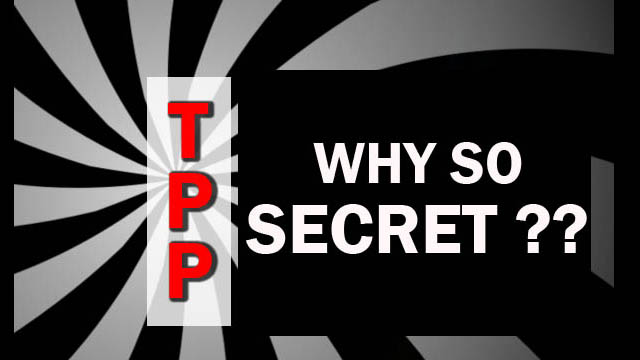 TPP
WHY SO
SECRET ??